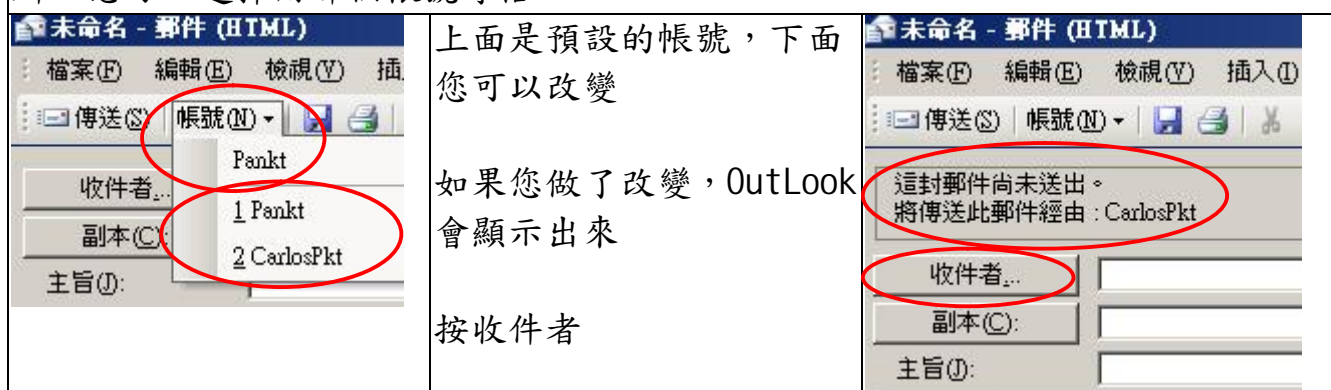 未命名 - 郵件 (HTML)
檔案(F) 編輯(E) 檢視(V)
傳送(S) 帳號(N)
Pankt
收件者...
1 Pankt
副本(C):
2 CarlosPkt
主旨(J):
上面是預設的帳號,下面
您可以改變
如果您做了改變,OutLook
會顯示出來
按收件者
未命名 - 郵件 (HTML)
檔案(F) 編輯(E) 檢視(V) 插入(I)
傳送(S) 帳號(N)
這封郵件尚未送出。
將傳送此郵件經由 : CarlosPkt
收件者...
副本(C):
主旨(J):